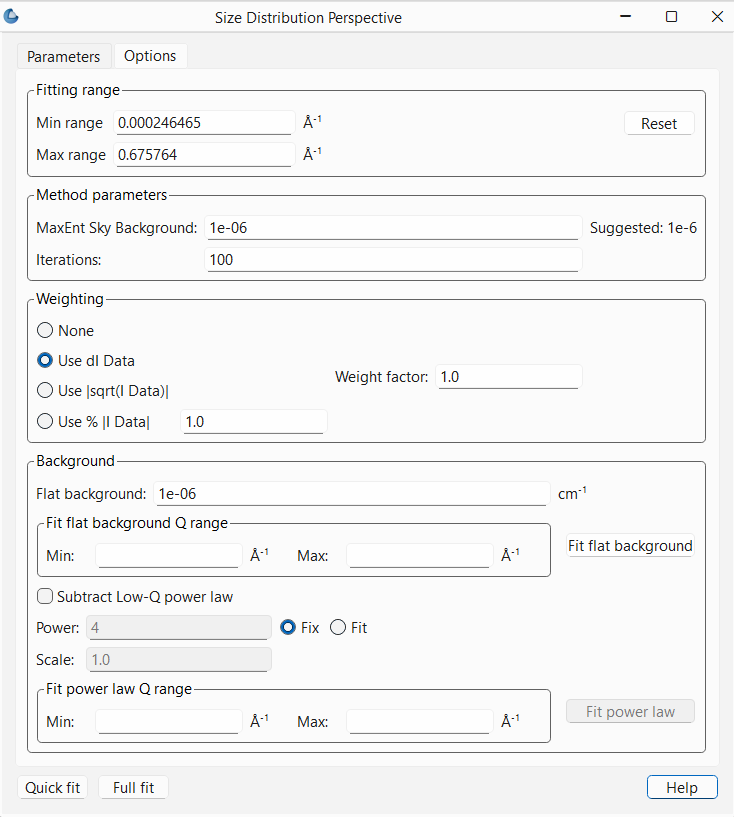 Size Distribution Perspective
Parameters Options
Fitting range
Min range 0.000246465 Å-1 Reset
Max range 0.675764 Å-1
Method parameters
MaxEnt Sky Background: 1e-06 Suggested: 1e-6
Iterations: 100
Weighting
None
Use dI Data
Weight factor: 1.0
Use |sqrt(I Data)|
Use % |I Data| 1.0
Background
Flat background: 1e-06 cm-1
Fit flat background Q range
Min: Å-1 Max: Å-1 Fit flat background
Subtract Low-Q power law
Power: 4 Fix Fit
Scale: 1.0
Fit power law Q range
Min: Å-1 Max: Å-1 Fit power law
Quick fit Full fit Help